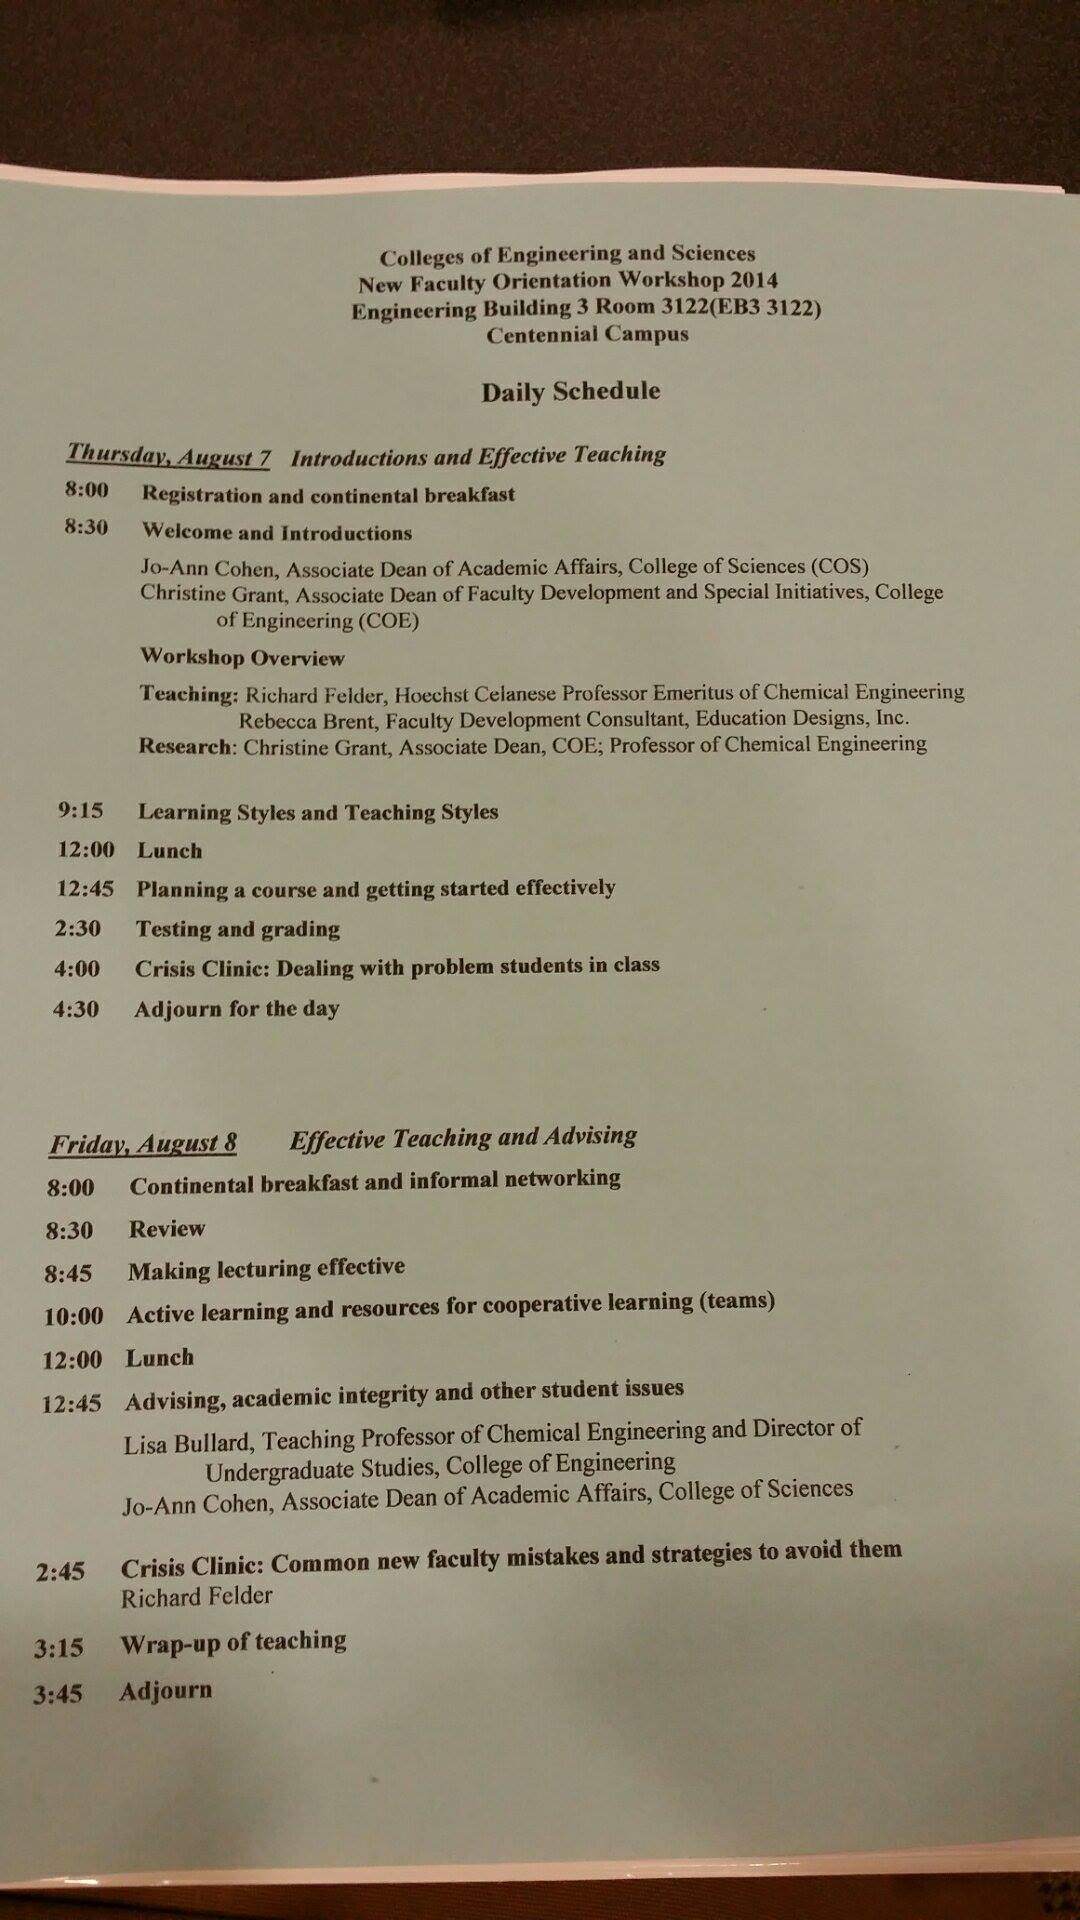 Colleges of Engineering and Sciences
New Faculty Orientation Workshop 2014
Engineering Building 3 Room 3122(EB3 3122)
Centennial Campus
Daily Schedule
Thursday, August 7 Introductions and Effective Teaching
8:00 Registration and continental breakfast
8:30 Welcome and Introductions
Jo-Ann Cohen, Associate Dean of Academic Affairs, College of Sciences (COS)
Christine Grant, Associate Dean of Faculty Development and Special Initiatives, College
of Engineering (COE)
Workshop Overview
Teaching: Richard Felder, Hoechst Celanese Professor Emeritus of Chemical Engineering
Rebecca Brent, Faculty Development Consultant, Education Designs, Inc.
Research: Christine Grant, Associate Dean, COE; Professor of Chemical Engineering
9:15 Learning Styles and Teaching Styles
12:00 Lunch
12:45 Planning a course and getting started effectively
2:30 Testing and grading
4:00 Crisis Clinic: Dealing with problem students in class
4:30 Adjourn for the day
Friday, August 8 Effective Teaching and Advising
8:00 Continental breakfast and informal networking
8:30 Review
8:45 Making lecturing effective
10:00 Active learning and resources for cooperative learning (teams)
12:00 Lunch
12:45 Advising, academic integrity and other student issues
Lisa Bullard, Teaching Professor of Chemical Engineering and Director of
Undergraduate Studies, College of Engineering
Jo-Ann Cohen, Associate Dean of Academic Affairs, College of Sciences
2:45 Crisis Clinic: Common new faculty mistakes and strategies to avoid them
Richard Felder
3:15 Wrap-up of teaching
3:45 Adjourn